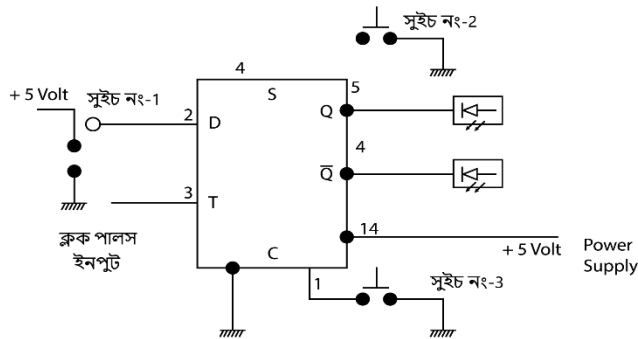 সুইচ নং-2
4
S
5
+ 5 Volt
সুইচ নং-1
2
D
Q
4
Q̅
3
T
ক্লক পালস
ইনপুট
14
+ 5 Volt
Power
Supply
C
1
সুইচ নং-3